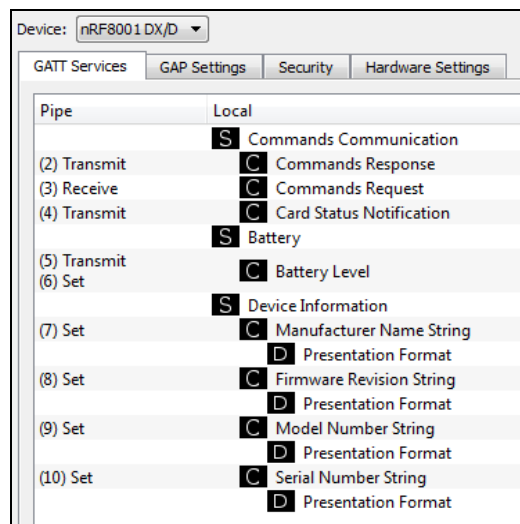 Device: nRF8001 DX/D
GATT Services GAP Settings Security Hardware Settings
Pipe Local
S Commands Communication
(2) Transmit C Commands Response
(3) Receive C Commands Request
(4) Transmit C Card Status Notification
S Battery
(5) Transmit
(6) Set C Battery Level
S Device Information
(7) Set C Manufacturer Name String
D Presentation Format
(8) Set C Firmware Revision String
D Presentation Format
(9) Set C Model Number String
D Presentation Format
(10) Set C Serial Number String
D Presentation Format